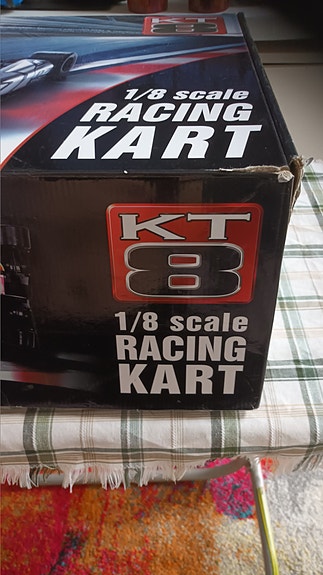 1/8 scale
RACING
KART
KT
8
1/8 scale
RACING
KART